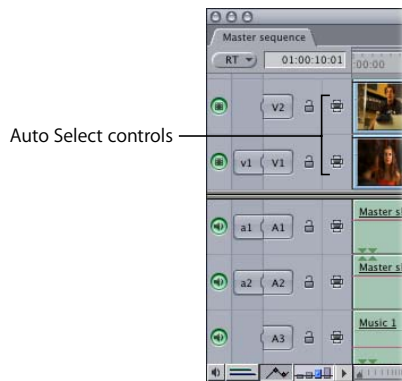 Master sequence
RT 01:00:10:01 :00:00
V2
Auto Select controls
v1 V1
a1 A1 Master s
a2 A2 Master s
A3 Music 1